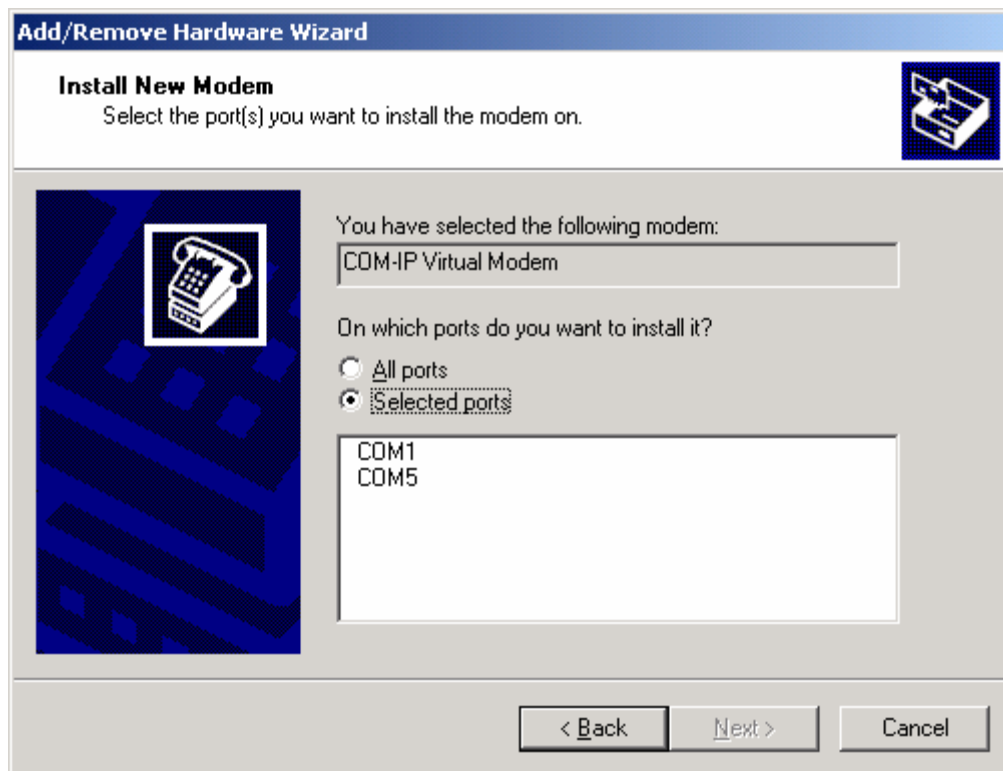 Add/Remove Hardware Wizard
Install New Modem
Select the port(s) you want to install the modem on.
You have selected the following modem:
COM-IP Virtual Modem
On which ports do you want to install it?
All ports
Selected ports
COM1
COM5
< Back
Next >
Cancel